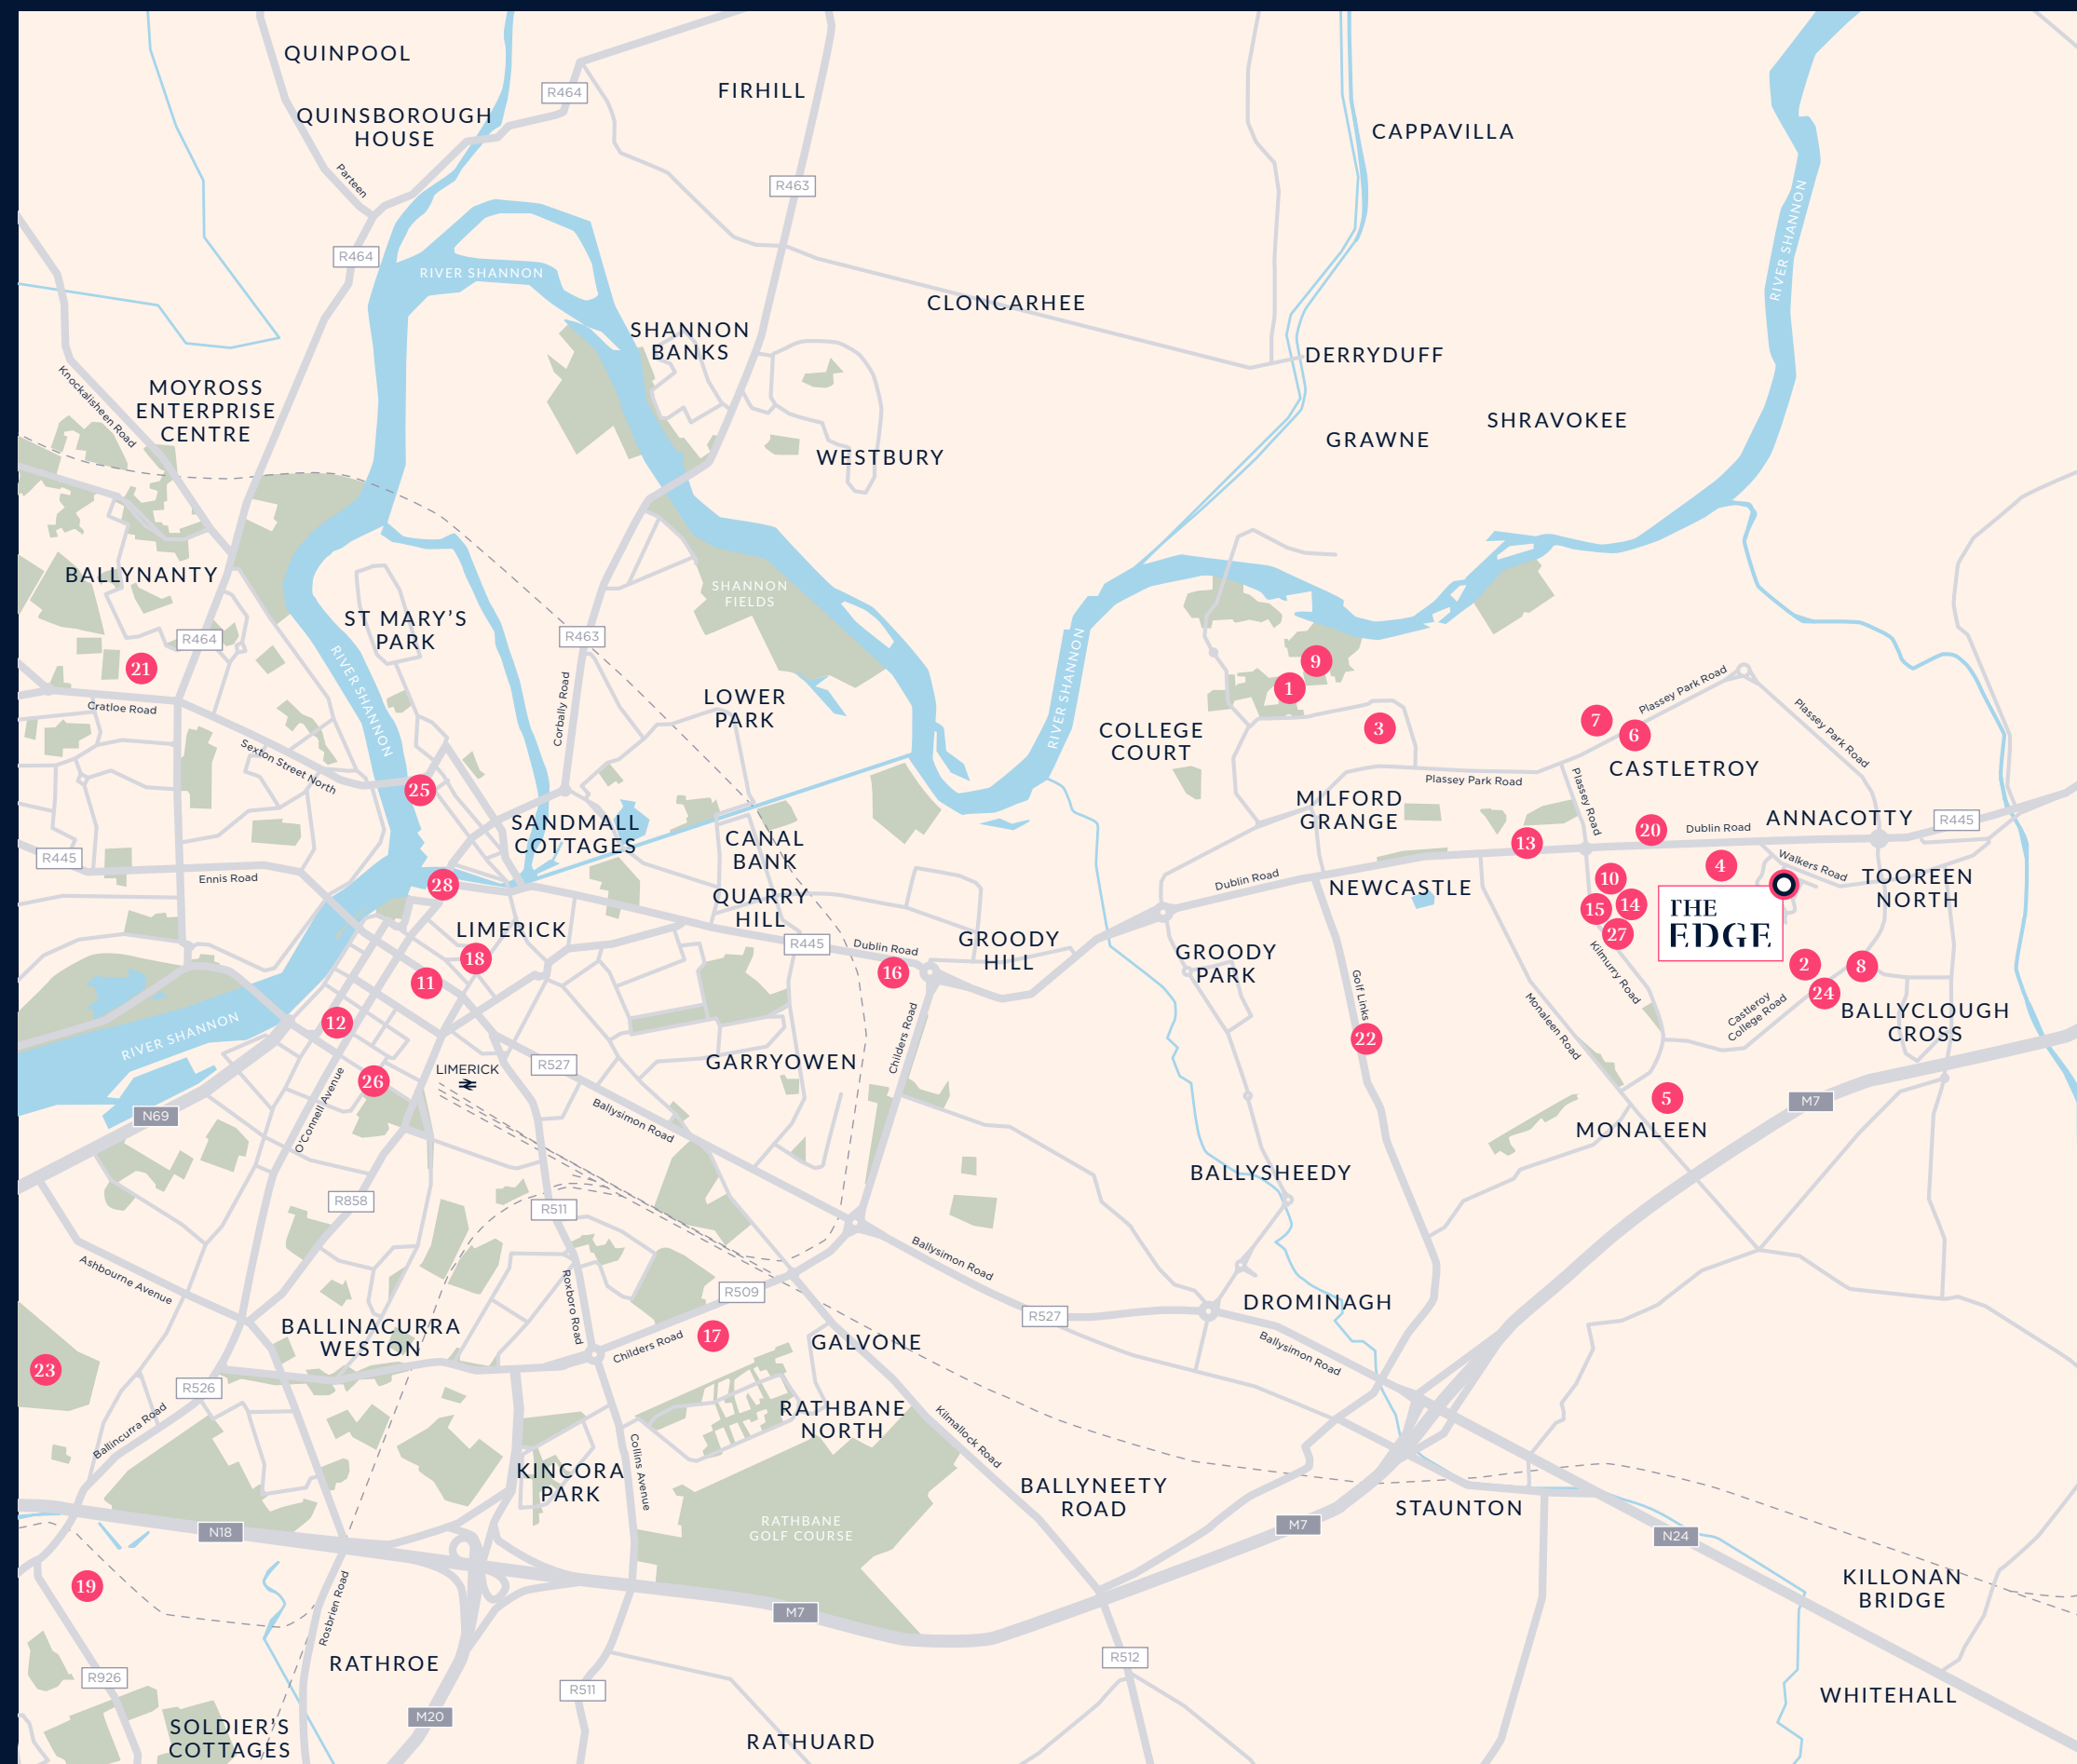 QUINPOOL
FIRHILL
R464
QUINSBOROUGH
HOUSE
CAPPAVILLA
Parteen
R463
RIVER SHANNON
R464
RIVER SHANNON
CLONCARHEE
SHANNON
BANKS
DERRYDUFF
MOYROSS
ENTERPRISE
CENTRE
Knockalisheen Road
SHRAVOKEE
GRAWNE
WESTBURY
BALLYNANTY
SHANNON
FIELDS
ST MARY’S
PARK
R464
R463
21
RIVER SHANNON
RIVER SHANNON
9
1
Cratloe Road
Corbally Road
LOWER
PARK
COLLEGE
COURT
3
7
6
Plassey Park Road
Plassey Park Road
Sexton Street North
25
CASTLETROY
Plassey Park Road
Plassey Road
MILFORD
GRANGE
SANDMALL
COTTAGES
CANAL
BANK
ANNACOTTY
R445
20
Dublin Road
13
R445
Ennis Road
28
4
Walkers Road
Dublin Road
NEWCASTLE
10
TOOREEN
NORTH
QUARRY
HILL
15
14
THE
EDGE
27
LIMERICK
18
R445
Dublin Road
GROODY
HILL
GROODY
PARK
Kilmurry Road
2
8
16
11
24
Golf Links
Castleroy
College Road
BALLYCLOUGH
CROSS
12
RIVER SHANNON
Childers Road
22
Monaleen Road
R527
GARRYOWEN
LIMERICK
26
O'Connell Avenue
N69
5
M7
Ballysimon Road
MONALEEN
BALLYSHEEDY
R858
R511
Ashbourne Avenue
Ballysimon Road
R509
DROMINAGH
R527
Roxboro Road
BALLINACURRA
WESTON
Childers Road
17
GALVONE
Ballysimon Road
23
R526
Ballincurra Road
RATHBANE
NORTH
Kilmallock Road
KINCORA
PARK
Collins Avenue
BALLYNEETY
ROAD
STAUNTON
RATHBANE
GOLF COURSE
N18
M7
N24
19
KILLONAN
BRIDGE
Rosbrien Road
M7
RATHROE
R926
R512
R511
WHITEHALL
M20
SOLDIER’S
COTTAGES
RATHUARD